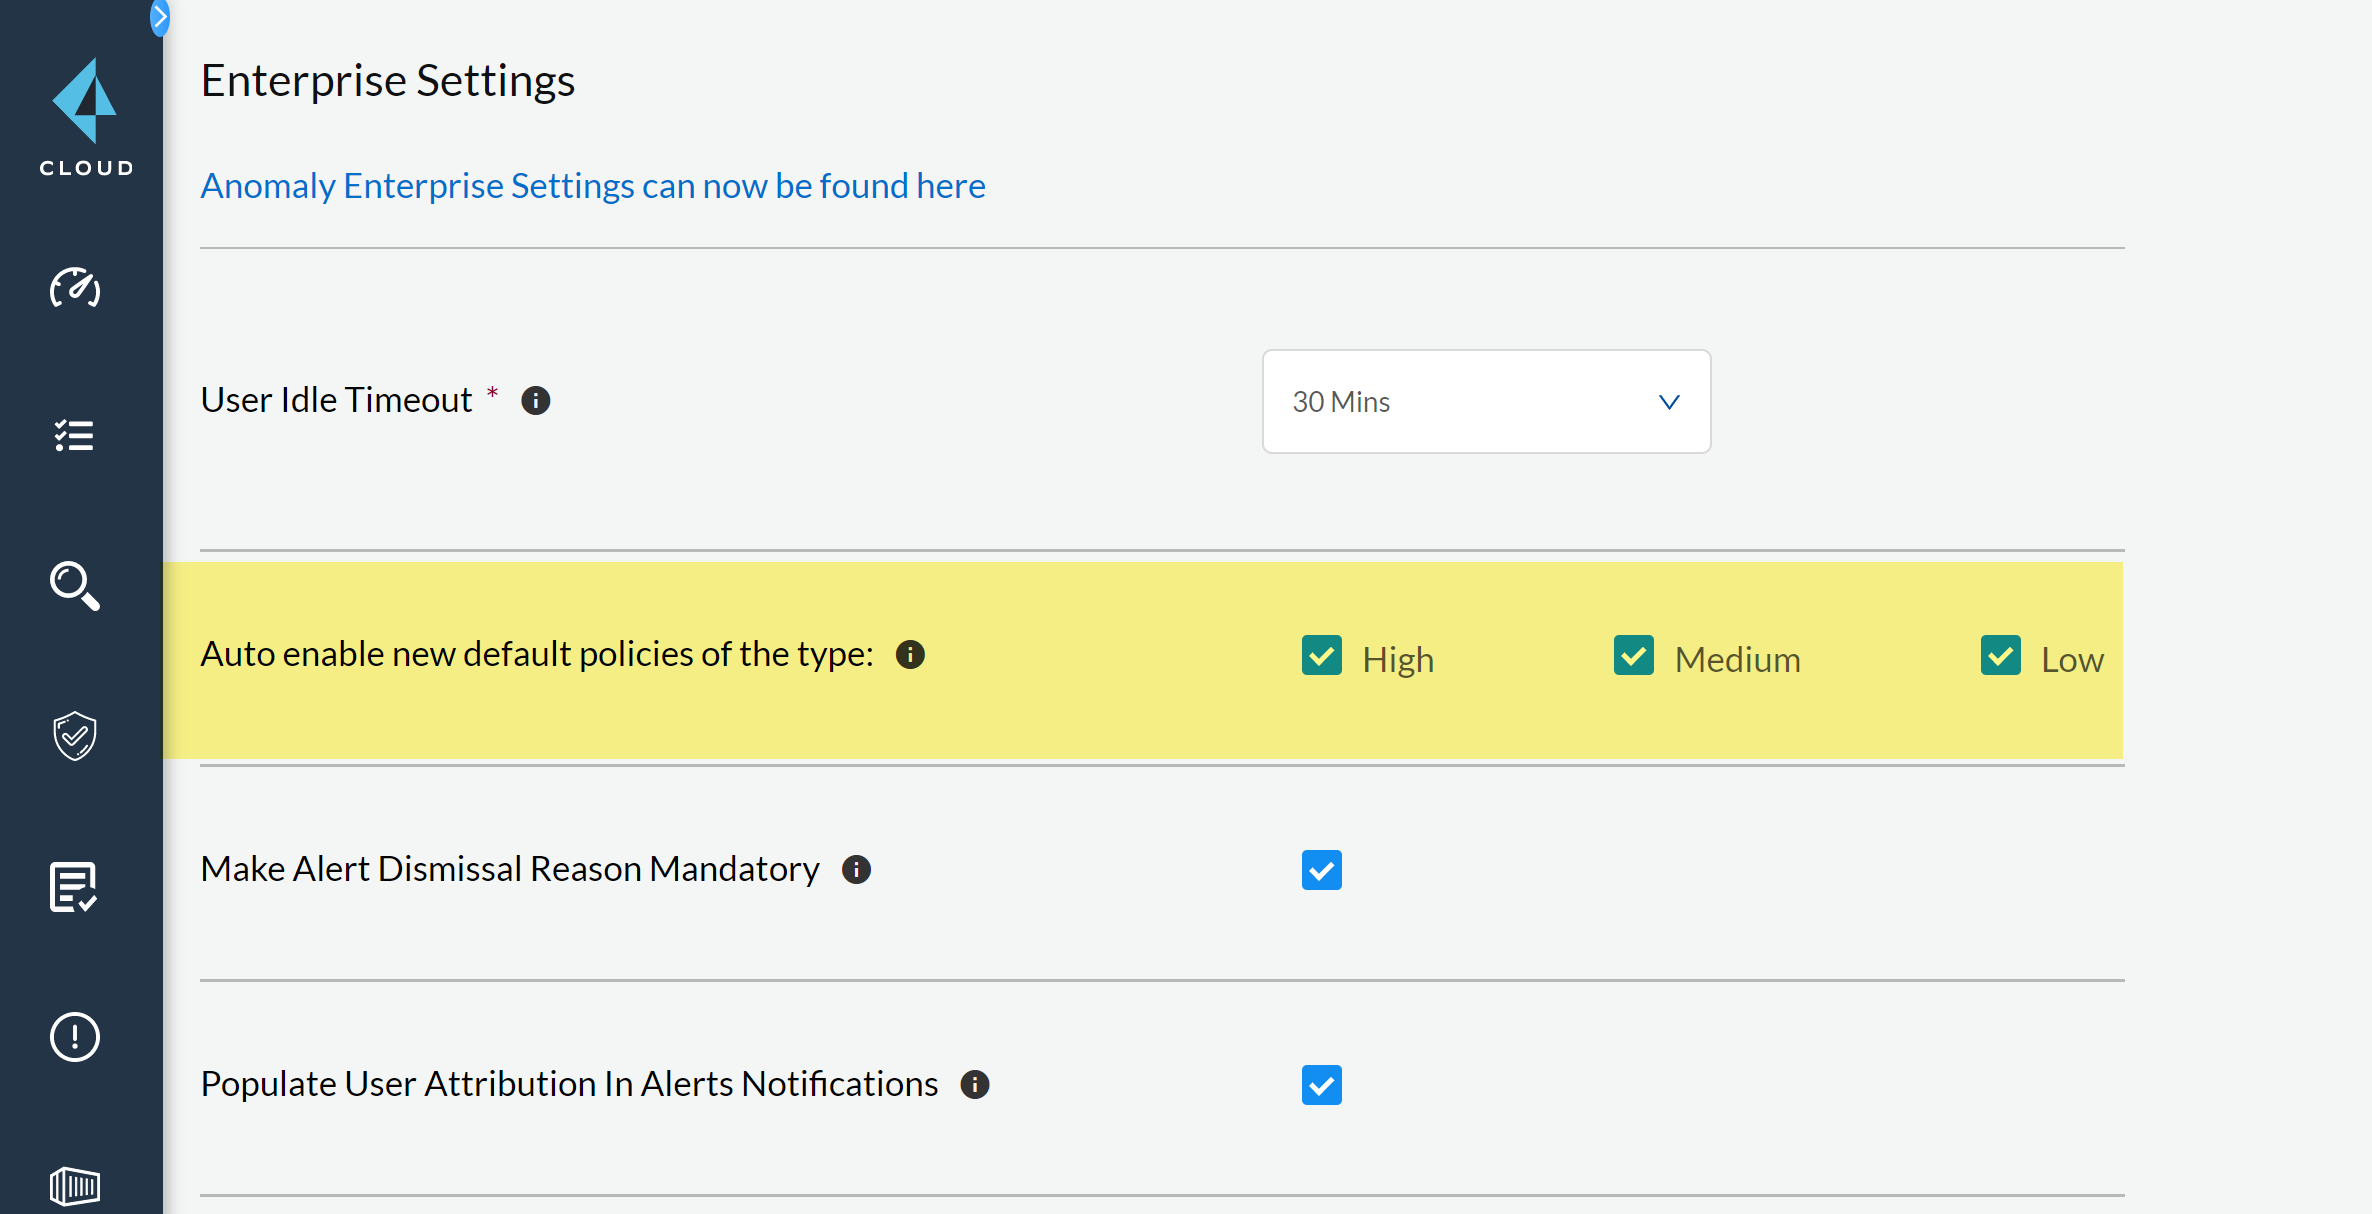 CLOUD
Enterprise Settings
Anomaly Enterprise Settings can now be found here
User Idle Timeout *
30 Mins
Auto enable new default policies of the type:
High
Medium
Low
Make Alert Dismissal Reason Mandatory
Populate User Attribution In Alerts Notifications